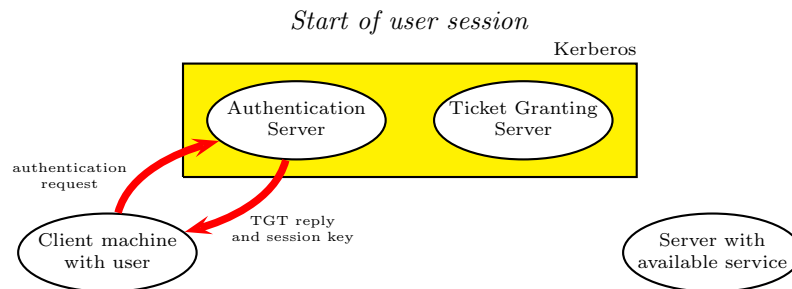 Start of user session
Kerberos
Authentication
Server
Ticket Granting
Server
authentication
request
TGT reply
and session key
Client machine
with user
Server with
available service